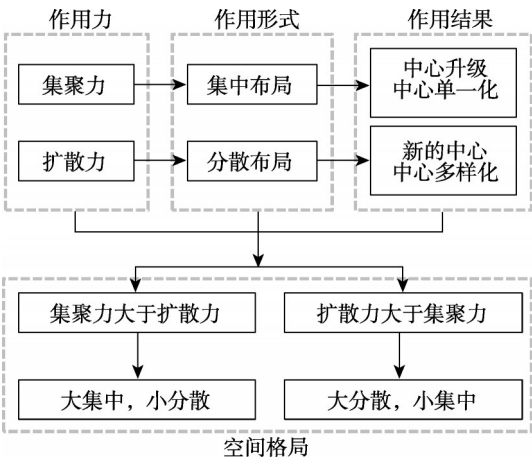 作用力
作用形式
作用结果
集聚力
集中布局
中心升级
中心单一化
扩散力
分散布局
新的中心
中心多样化
集聚力大于扩散力
扩散力大于集聚力
大集中，小分散
大分散，小集中
空间格局